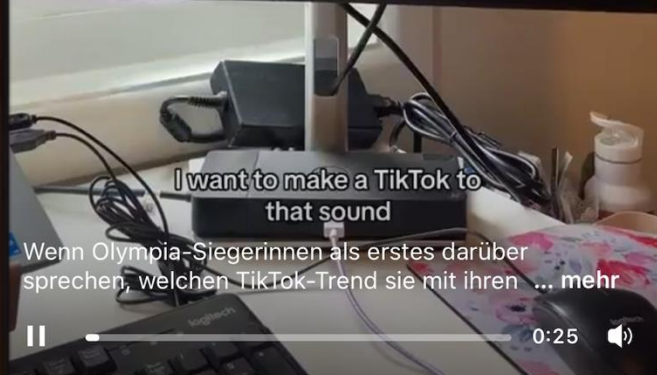 I want to make a TikTok to
that sound
Wenn Olympia-Siegerinnen als erstes darüber
sprechen, welchen TikTok-Trend sie mit ihren ... mehr
0:25
logitech
logitech